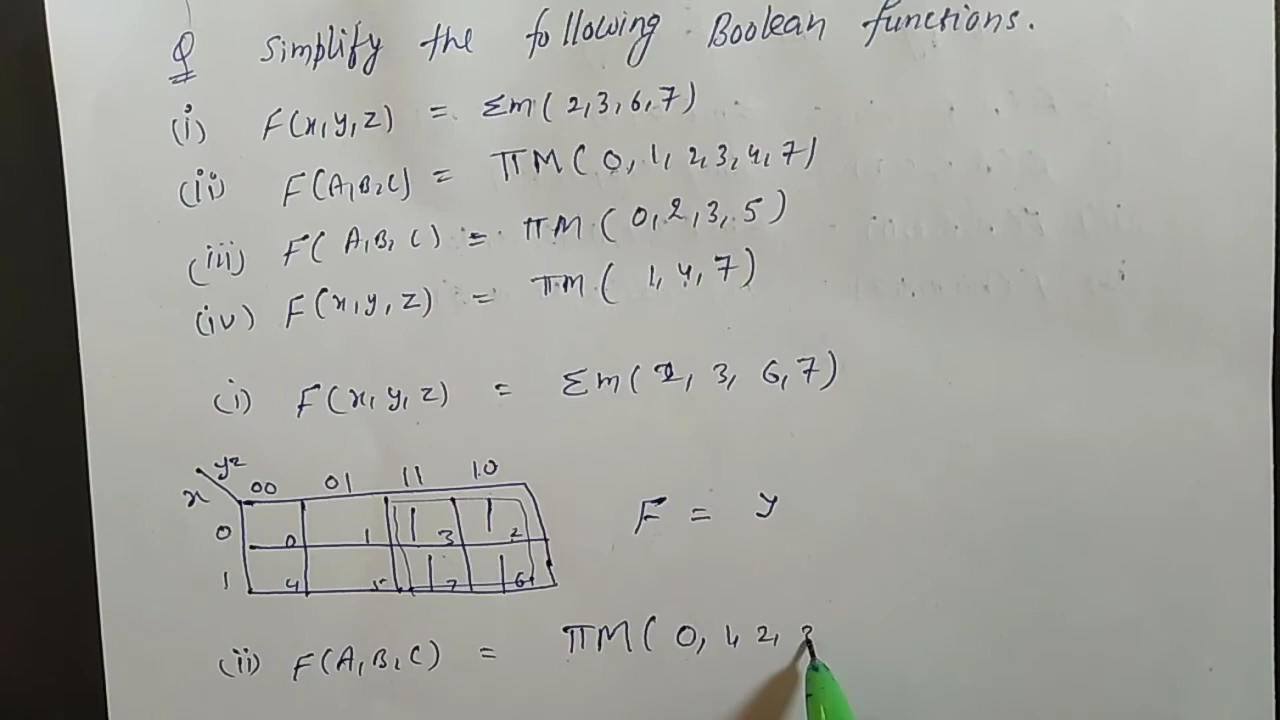 Q Simplify the following Boolean functions.
(i) F(x,y,z) = Σm(2,3,6,7)
(ii) F(A,B,C) = πM(0,1,2,3,4,7)
(iii) F(A,B,C) = πM(0,2,3,5)
(iv) F(x,y,z) = πM(1,4,7)
(i) F(x,y,z) = Σm(2,3,6,7)
yz
x 00 01 11 10
0 0 1 1 3 1 2
F = y
1 4 5 1 7 1 6
(ii) F(A,B,C) = πM(0,1,2,3